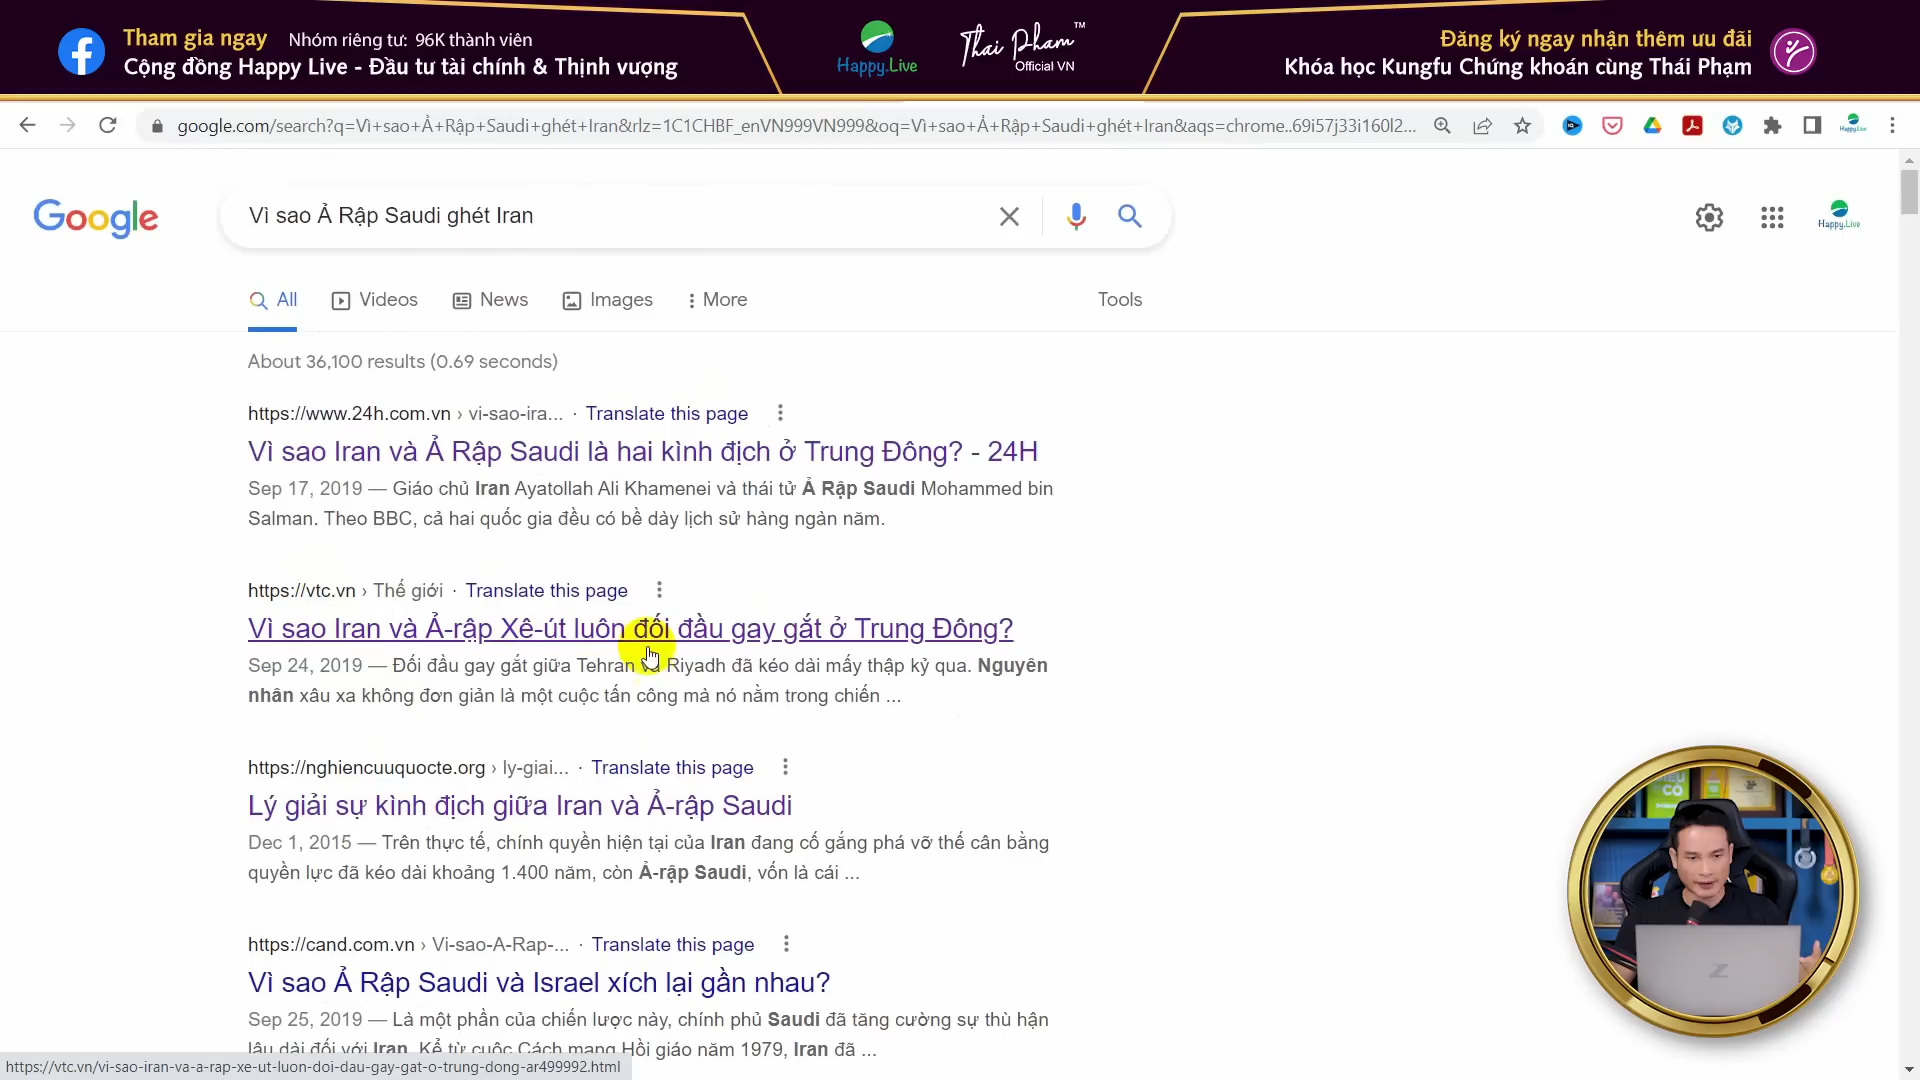 Tham gia ngay Nhóm riêng tư: 96K thành viên
Cộng đồng Happy Live - Đầu tư tài chính & Thịnh vượng
Happy.Live
Thai Pham™
Official VN
Đăng ký ngay nhận thêm ưu đãi
Khóa học Kungfu Chứng khoán cùng Thái Phạm
google.com/search?q=Vì+sao+Ả+Rập+Saudi+ghét+Iran&rlz=1C1CHBF_enVN999VN999&oq=Vì+sao+Ả+Rập+Saudi+ghét+Iran&aqs=chrome..69i57j33i160l2...
Google
Vì sao Ả Rập Saudi ghét Iran
Happy.Live
All Videos News Images More Tools
About 36,100 results (0.69 seconds)
https://www.24h.com.vn › vi-sao-ira... · Translate this page
Vì sao Iran và Ả Rập Saudi là hai kình địch ở Trung Đông? - 24H
Sep 17, 2019 — Giáo chủ Iran Ayatollah Ali Khamenei và thái tử Ả Rập Saudi Mohammed bin
Salman. Theo BBC, cả hai quốc gia đều có bề dày lịch sử hàng ngàn năm.
https://vtc.vn › Thế giới · Translate this page
Vì sao Iran và Ả-rập Xê-út luôn đối đầu gay gắt ở Trung Đông?
Sep 24, 2019 — Đối đầu gay gắt giữa Tehran và Riyadh đã kéo dài mấy thập kỷ qua. Nguyên
nhân xâu xa không đơn giản là một cuộc tấn công mà nó nằm trong chiến ...
https://nghiencuuquocte.org › ly-giai... · Translate this page
Lý giải sự kình địch giữa Iran và Ả-rập Saudi
Dec 1, 2015 — Trên thực tế, chính quyền hiện tại của Iran đang cố gắng phá vỡ thế cân bằng
quyền lực đã kéo dài khoảng 1.400 năm, còn Ả-rập Saudi, vốn là cái ...
https://cand.com.vn › Vi-sao-A-Rap-... · Translate this page
Vì sao Ả Rập Saudi và Israel xích lại gần nhau?
Sep 25, 2019 — Là một phần của chiến lược này, chính phủ Saudi đã tăng cường sự thù hận
lâu dài đối với Iran. Kể từ cuộc Cách mạng Hồi giáo năm 1979, Iran đã ...
https://vtc.vn/vi-sao-iran-va-a-rap-xe-ut-luon-doi-dau-gay-gat-o-trung-dong-ar499992.html